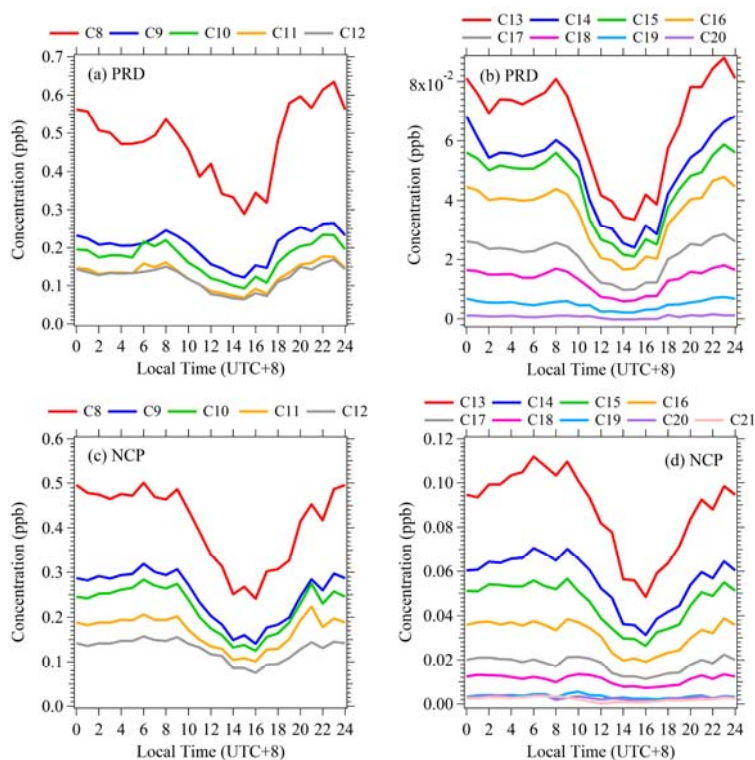 C8 C9 C10 C11 C12
C13 C14 C15 C16
C17 C18 C19 C20
(a) PRD
Concentration (ppb)
0.7
0.6
0.5
0.4
0.3
0.2
0.1
0.0
0 2 4 6 8 10 12 14 16 18 20 22 24
Local Time (UTC+8)
(b) PRD
Concentration (ppb)
8x10-2
6
4
2
0
0 2 4 6 8 10 12 14 16 18 20 22 24
Local Time (UTC+8)
C8 C9 C10 C11 C12
(c) NCP
Concentration (ppb)
0.6
0.5
0.4
0.3
0.2
0.1
0.0
0 2 4 6 8 10 12 14 16 18 20 22 24
Local Time (UTC+8)
C13 C14 C15 C16
C17 C18 C19 C20 C21
(d) NCP
Concentration (ppb)
0.12
0.10
0.08
0.06
0.04
0.02
0.00
0 2 4 6 8 10 12 14 16 18 20 22 24
Local Time (UTC+8)